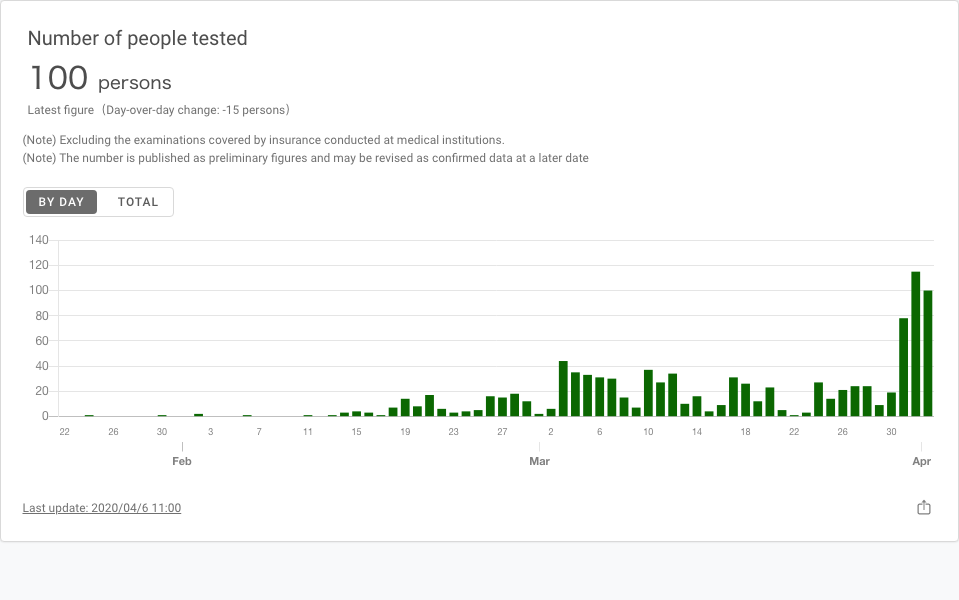 Number of people tested
100 persons
Latest figure （Day-over-day change: -15 persons）
(Note) Excluding the examinations covered by insurance conducted at medical institutions.
(Note) The number is published as preliminary figures and may be revised as confirmed data at a later date
BY DAY TOTAL
140
120
100
80
60
40
20
0
22 26 30 3 7 11 15 19 23 27 2 6 10 14 18 22 26 30
Feb Mar Apr
Last update: 2020/04/6 11:00